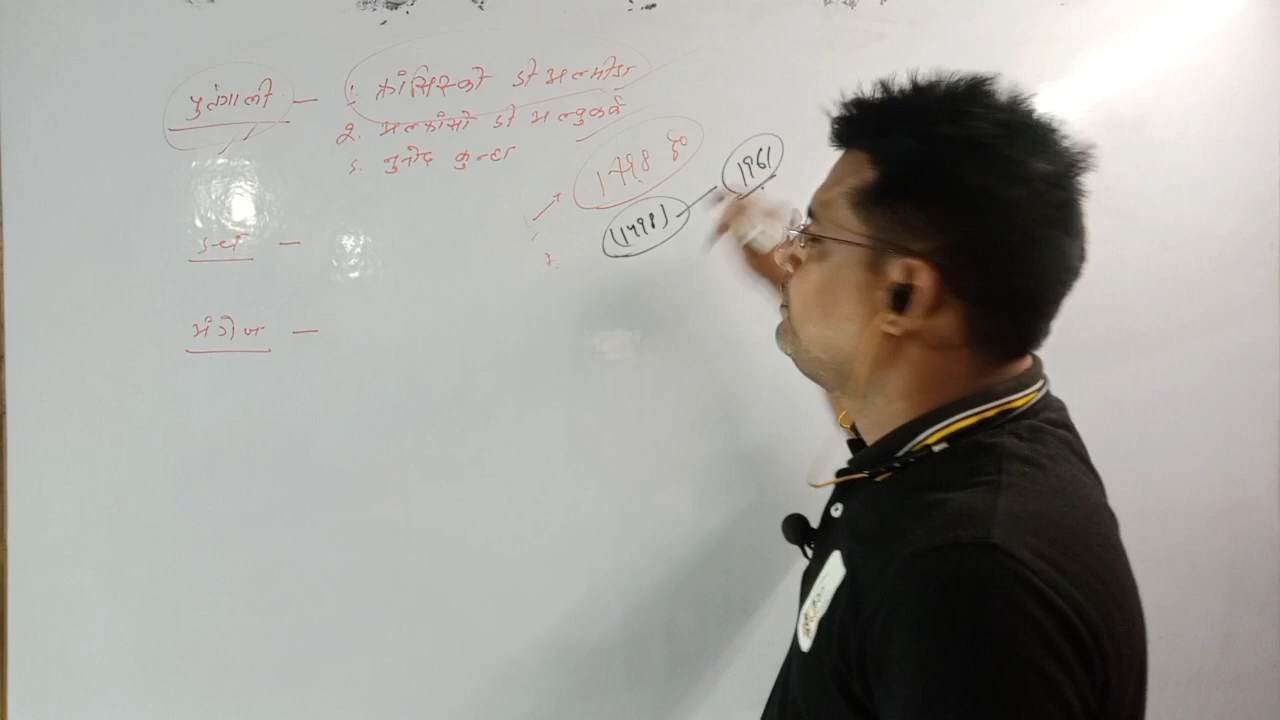 पुर्तगाली — 1. फ्रांसिस्को डी अल्मीडा
2. अल्फांसो डी अल्बुकर्क
3. नुनोद कुन्हा
1498 ई०
(1498) — 1961
डच —
अंग्रेज —